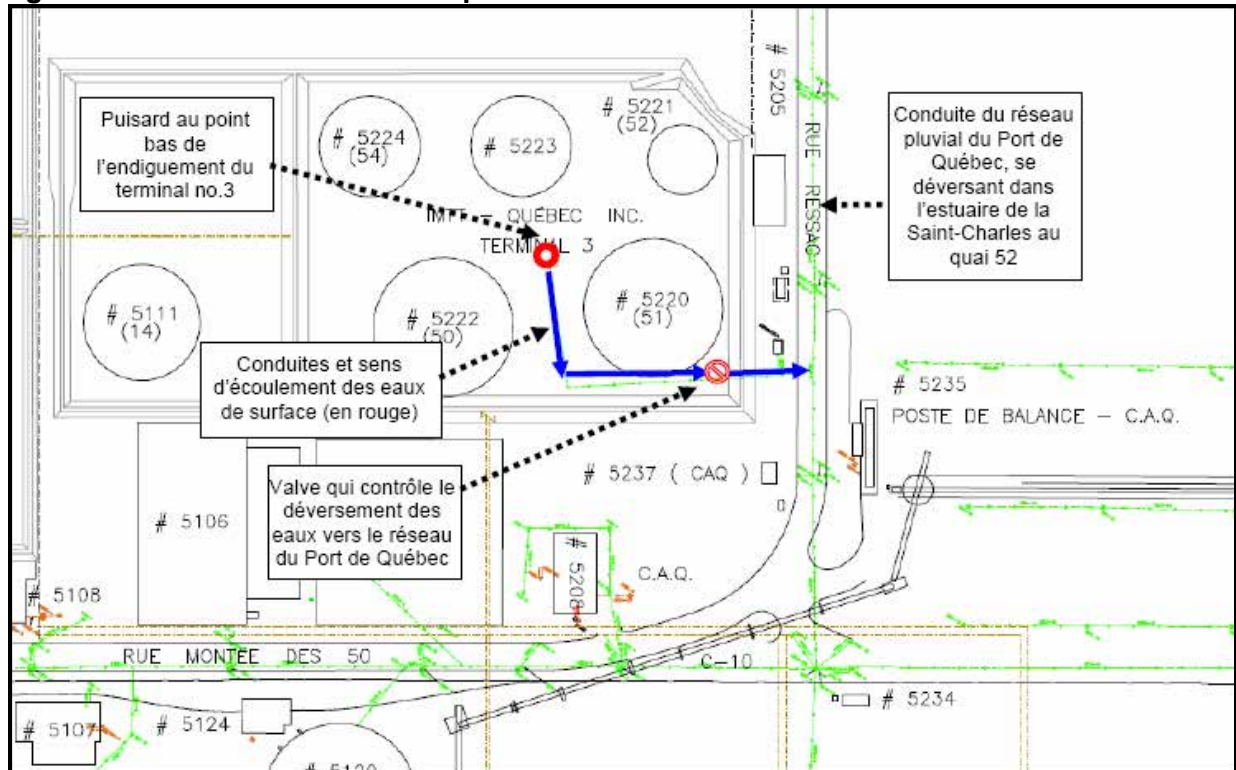 Puisard au point
bas de
l'endiguement du
terminal no.3
# 5224
(54)
# 5223
# 5221
(52)
# 5205
RUE RESSAC
Conduite du réseau
pluvial du Port de
Québec, se
déversant dans
l'estuaire de la
Saint-Charles au
quai 52
IMTT - QUÉBEC INC.
TERMINAL 3
# 5111
(14)
# 5222
(50)
# 5220
(51)
Conduites et sens
d'écoulement des eaux
de surface (en rouge)
# 5235
POSTE DE BALANCE - C.A.Q.
Valve qui contrôle le
déversement des
eaux vers le réseau
du Port de Québec
# 5237 ( CAQ )
# 5106
# 5208
C.A.Q.
# 5108
RUE MONTÉE DES 50
C-10
# 5107
# 5124
# 5234